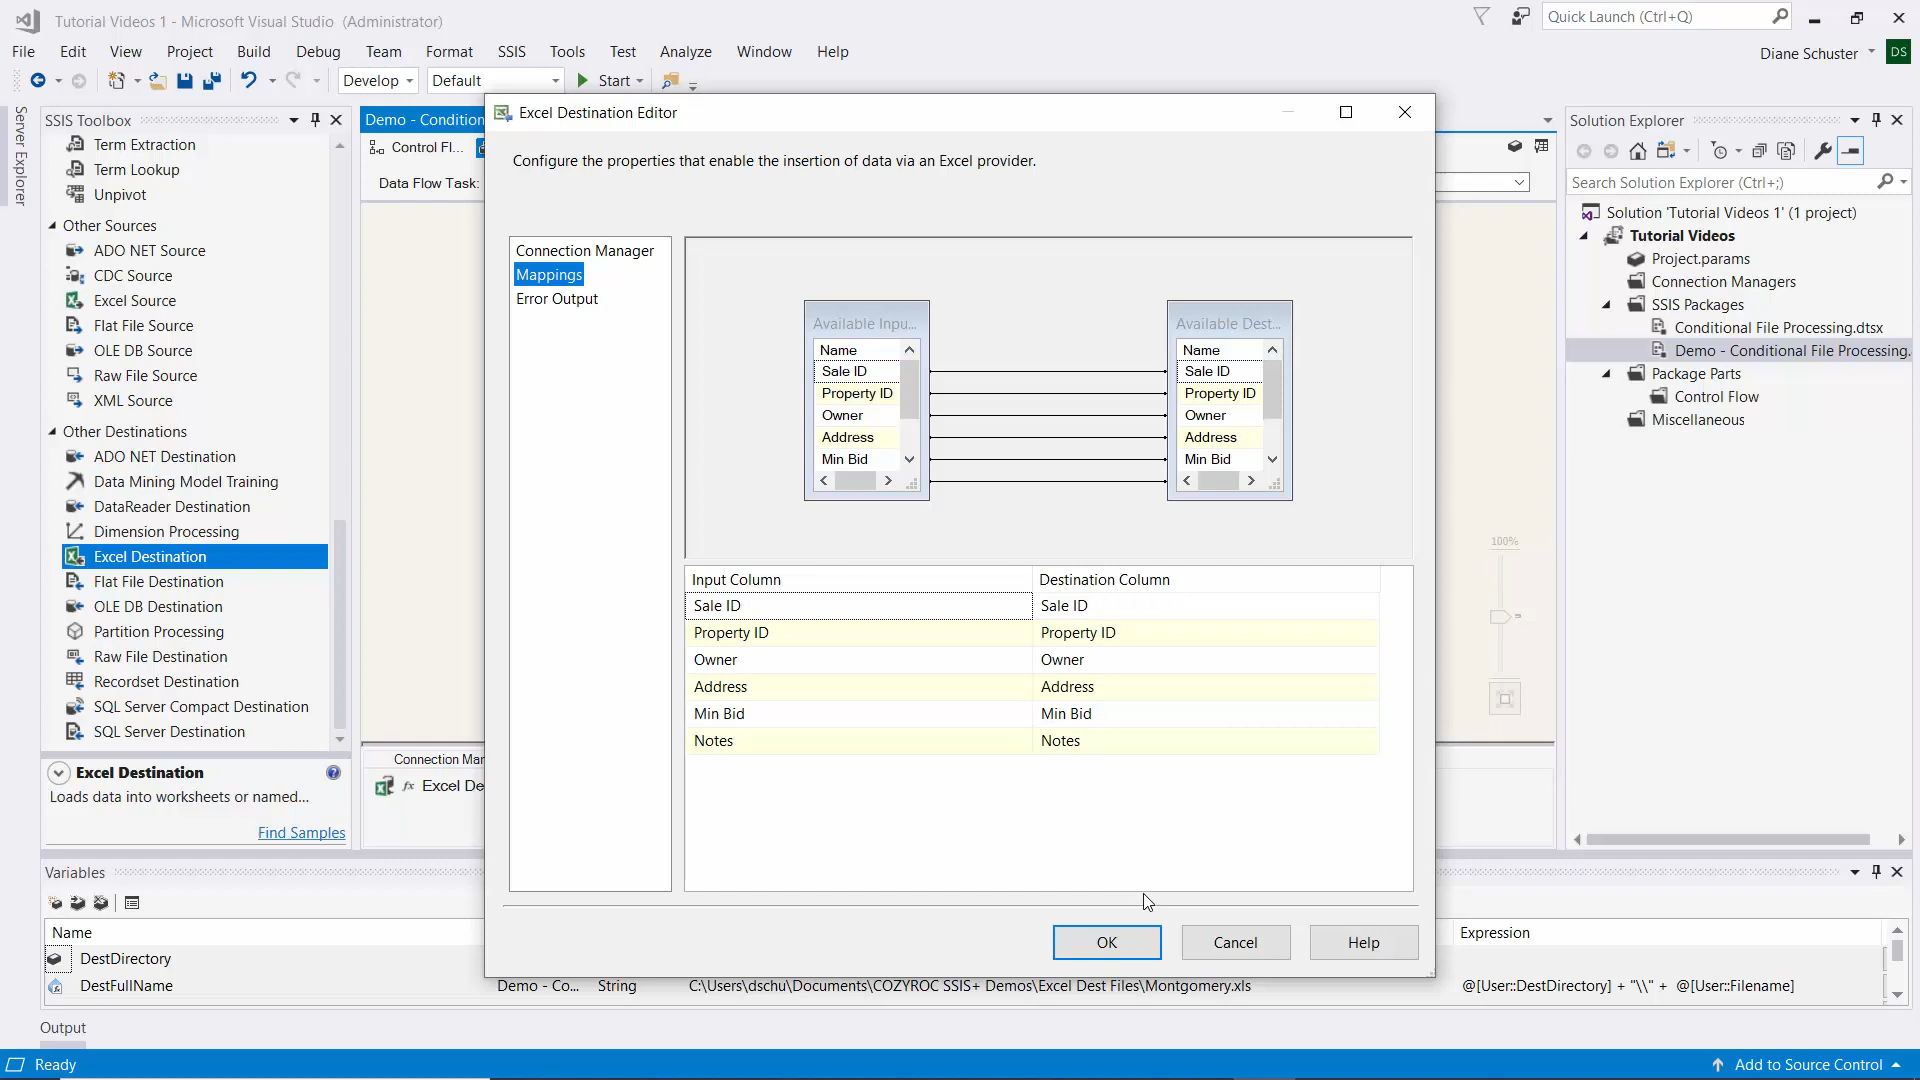 Tutorial Videos 1 - Microsoft Visual Studio (Administrator)
Quick Launch (Ctrl+Q)
File Edit View Project Build Debug Team Format SSIS Tools Test Analyze Window Help
Diane Schuster DS
Develop Default Start
Server Explorer
SSIS Toolbox
Term Extraction
Term Lookup
Unpivot
Other Sources
ADO NET Source
CDC Source
Excel Source
Flat File Source
OLE DB Source
Raw File Source
XML Source
Other Destinations
ADO NET Destination
Data Mining Model Training
DataReader Destination
Dimension Processing
Excel Destination
Flat File Destination
OLE DB Destination
Partition Processing
Raw File Destination
Recordset Destination
SQL Server Compact Destination
SQL Server Destination
Excel Destination
Loads data into worksheets or named...
Find Samples
Demo - Condition
Control Fl...
Data Flow Task:
Connection Mar
fx Excel De
Excel Destination Editor
Configure the properties that enable the insertion of data via an Excel provider.
Connection Manager
Mappings
Error Output
Available Inpu...
Name
Sale ID
Property ID
Owner
Address
Min Bid
Available Dest...
Name
Sale ID
Property ID
Owner
Address
Min Bid
Input Column Destination Column
Sale ID Sale ID
Property ID Property ID
Owner Owner
Address Address
Min Bid Min Bid
Notes Notes
OK Cancel Help
100%
Solution Explorer
Search Solution Explorer (Ctrl+;)
Solution 'Tutorial Videos 1' (1 project)
Tutorial Videos
Project.params
Connection Managers
SSIS Packages
Conditional File Processing.dtsx
Demo - Conditional File Processing.
Package Parts
Control Flow
Miscellaneous
Variables
Name Expression
DestDirectory
DestFullName Demo - Co... String C:\Users\dschu\Documents\COZYROC SSIS+ Demos\Excel Dest Files\Montgomery.xls @[User::DestDirectory] + "\\" + @[User::Filename]
Output
Ready
Add to Source Control